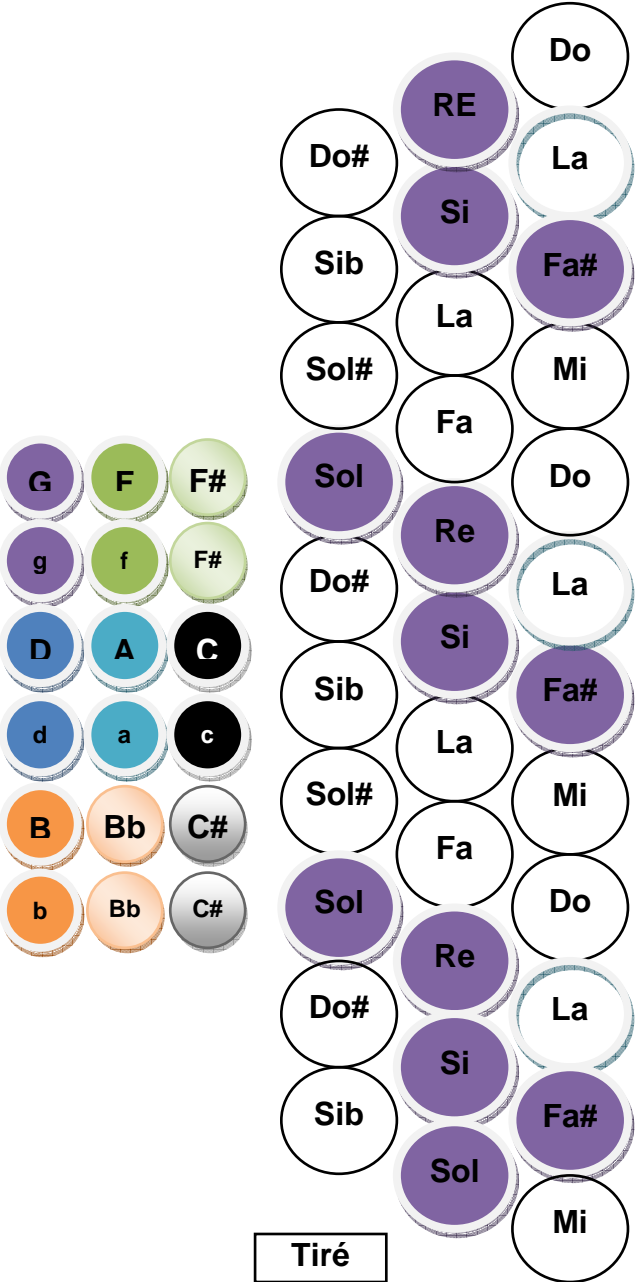 Do
RE
Do#
La
Si
Sib
Fa#
La
Sol#
Mi
Fa
G F F#
Sol
Do
Re
g f F#
Do#
La
Si
D A C
Sib
Fa#
d a c
La
Sol#
Mi
B Bb C#
Fa
b Bb C#
Sol
Do
Re
Do#
La
Si
Sib
Fa#
Sol
Mi
Tiré